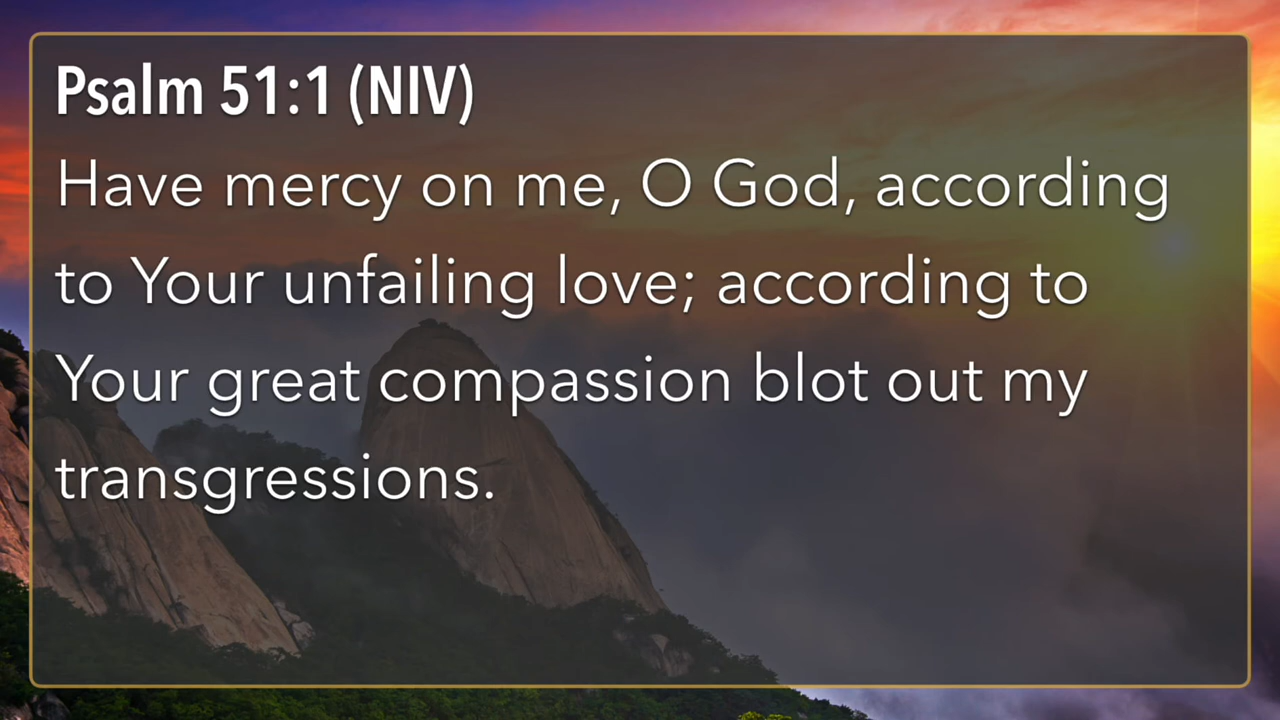 Psalm 51:1 (NIV)
Have mercy on me, O God, according
to Your unfailing love; according to
Your great compassion blot out my
transgressions.